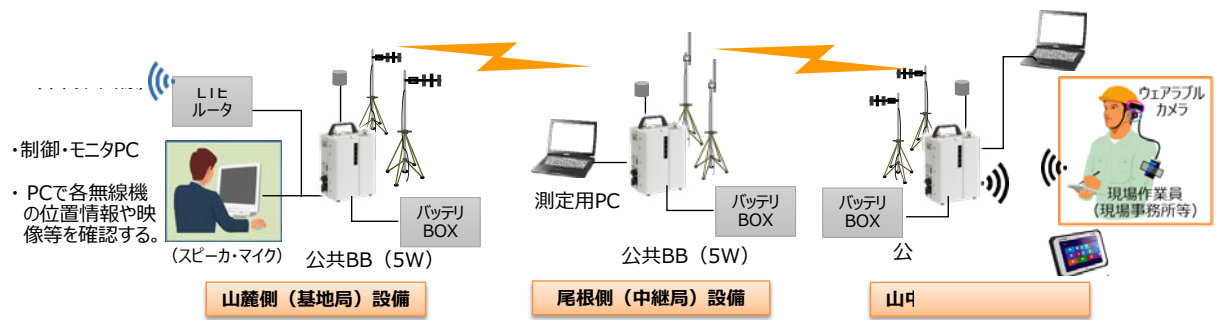 LTE
ルータ
・制御・モニタPC
・ PCで各無線機
の位置情報や映
像等を確認する。
(スピーカ・マイク)
バッテリ
BOX
公共BB（5W）
山麓側（基地局）設備
測定用PC
バッテリ
BOX
公共BB（5W）
尾根側（中継局）設備
バッテリ
BOX
公
山中
ウェアラブル
カメラ
現場作業員
(現場事務所等)